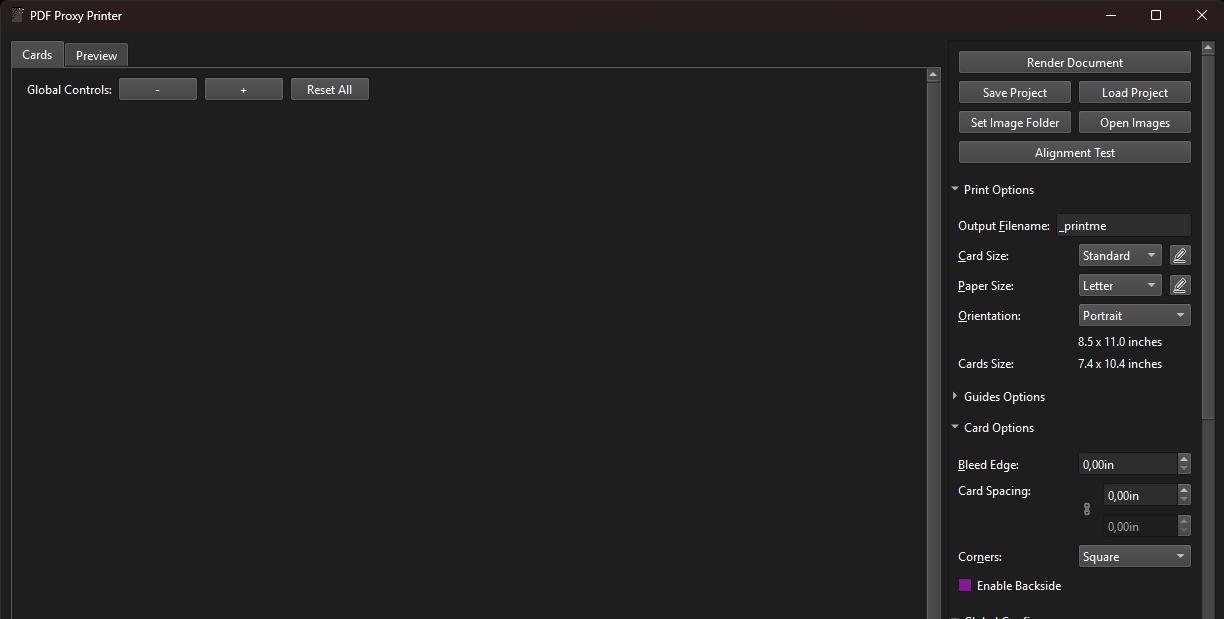 PDF Proxy Printer
Cards
Preview
Global Controls:
-
+
Reset All
Render Document
Save Project
Load Project
Set Image Folder
Open Images
Alignment Test
Print Options
Output Filename:
_printme
Card Size:
Standard
Paper Size:
Letter
Orientation:
Portrait
8.5 x 11.0 inches
Cards Size:
7.4 x 10.4 inches
Guides Options
Card Options
Bleed Edge:
0,00in
Card Spacing:
0,00in
0,00in
Corners:
Square
Enable Backside